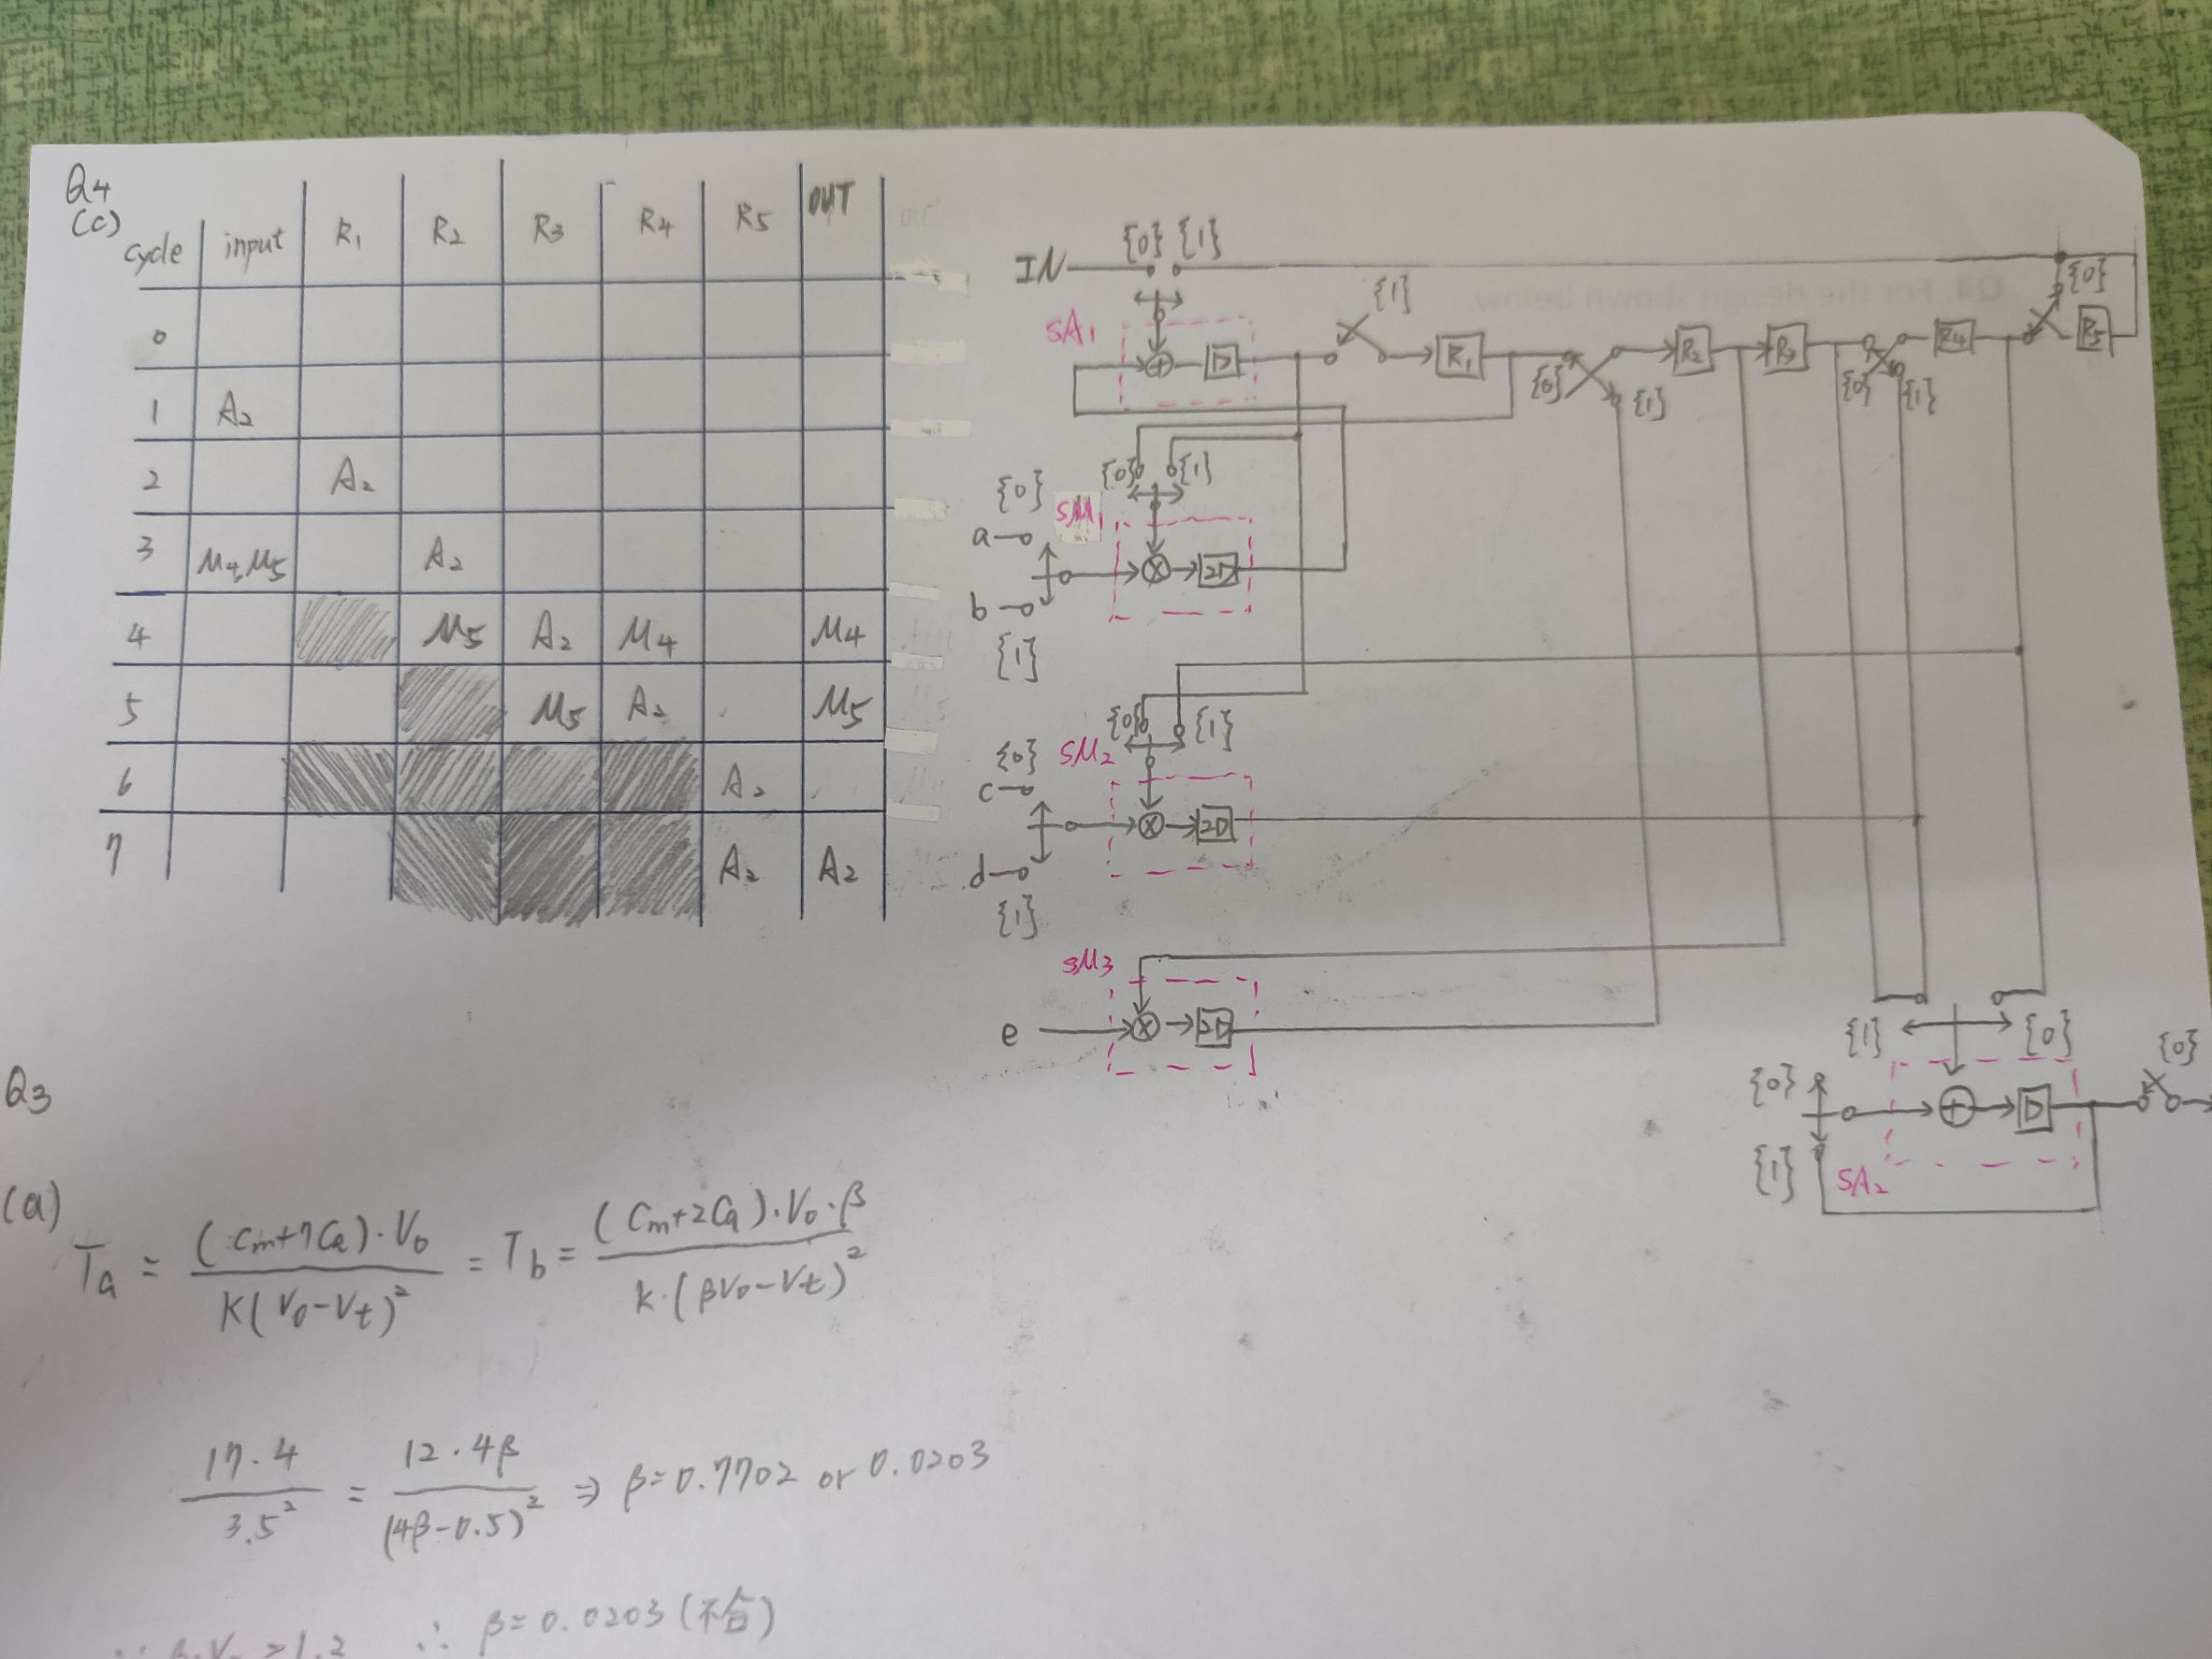 Q4
(c)
cycle input R₁ R₂ R₃ R₄ R₅ OUT
0
1 A₂
2 A₂
3 M₄,M₅ A₂
4 M₅ A₂ M₄ M₄
5 M₅ A₂ M₅
6 A₂
7 A₂ A₂
IN {0} {1}
{1}
{0}
SA₁
+ D
R₁
{0} {1}
R₂
R₃
{0} {1}
R₄
R₅
{0} {1}
{0}
SM₁
a
b
{1}
× 2D
{0} {1}
{0}
SM₂
c
d
{1}
× 2D
SM₃
e
× 2D
{1} {0}
{0}
{0}
+ D
{1}
SA₂
Q3
(a)
Ta = (Cm+7Ca)·V₀ / K(V₀-Vt)² = Tb = (Cm+2Ca)·V₀·β / k·(βV₀-Vt)²
17·4 / 3.5² = 12·4β / (4β-0.5)² ⇒ β=0.7702 or 0.0203
∴ β=0.0203 (不合)